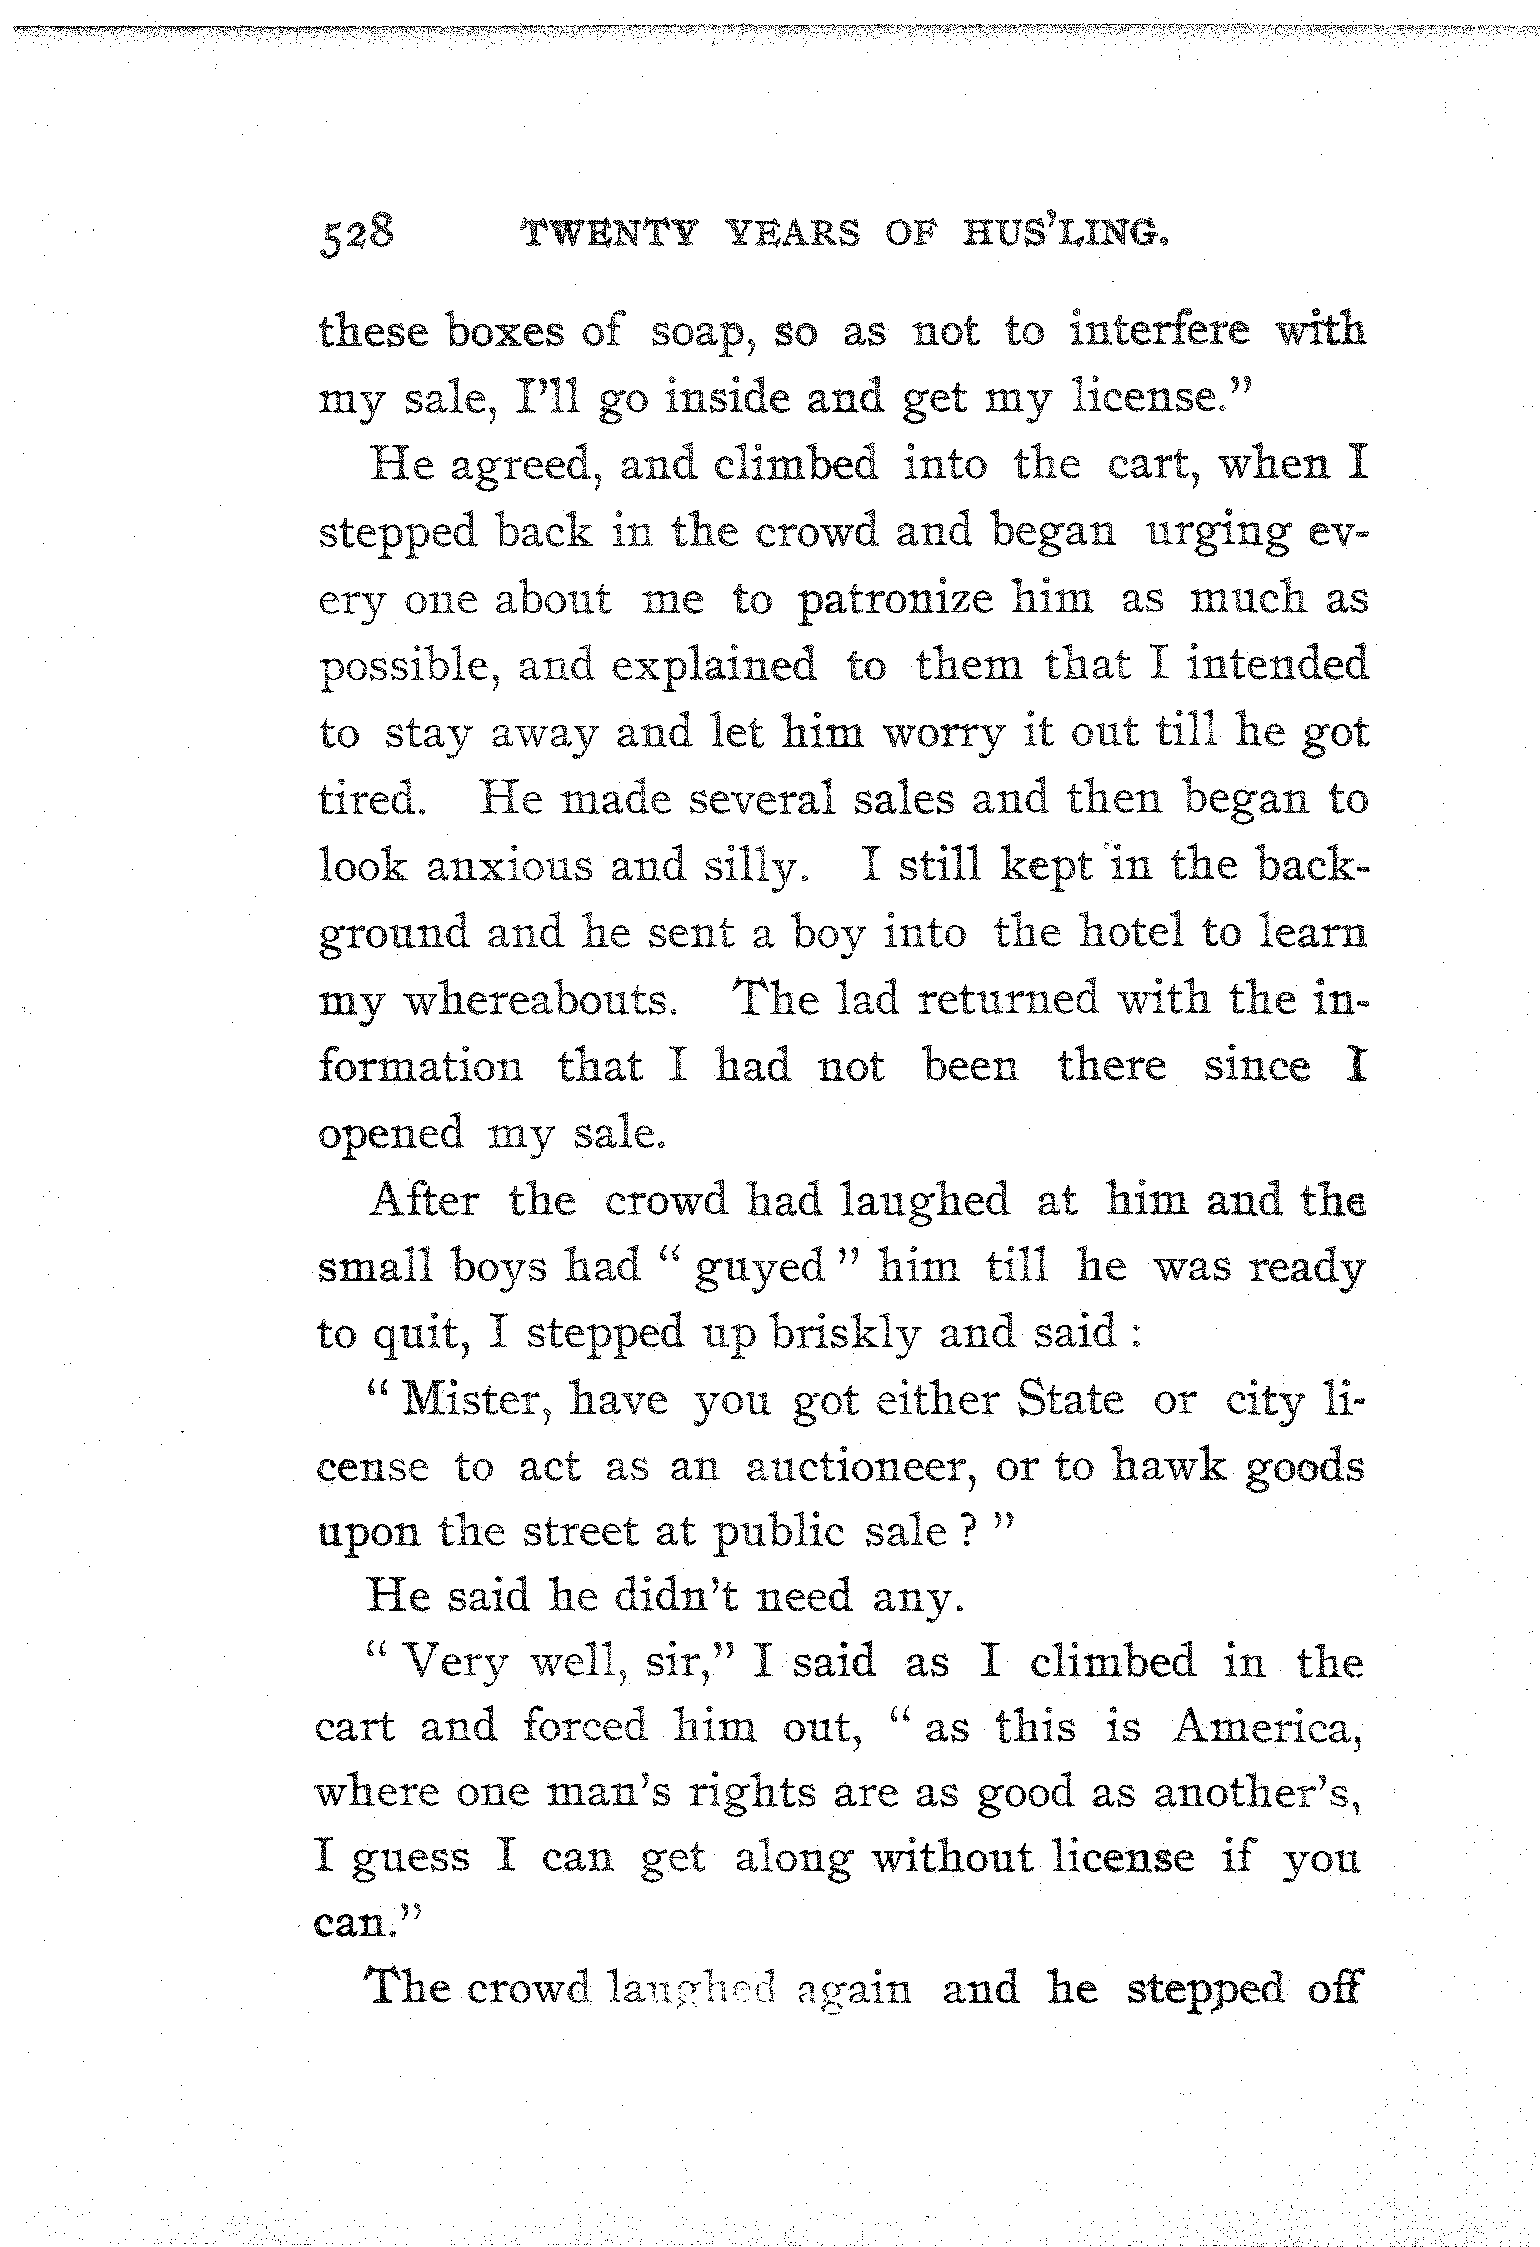 528 TWENTY YEARS OF HUS'LING.
these boxes of soap, so as not to interfere with
my sale, I'll go inside and get my license."
He agreed, and climbed into the cart, when I
stepped back in the crowd and began urging ev-
ery one about me to patronize him as much as
possible, and explained to them that I intended
to stay away and let him worry it out till he got
tired. He made several sales and then began to
look anxious and silly. I still kept in the back-
ground and he sent a boy into the hotel to learn
my whereabouts. The lad returned with the in-
formation that I had not been there since I
opened my sale.
After the crowd had laughed at him and the
small boys had " guyed " him till he was ready
to quit, I stepped up briskly and said :
" Mister, have you got either State or city li-
cense to act as an auctioneer, or to hawk goods
upon the street at public sale ? "
He said he didn't need any.
" Very well, sir," I said as I climbed in the
cart and forced him out, " as this is America,
where one man's rights are as good as another's,
I guess I can get along without license if you
can."
The crowd laughed again and he stepped off